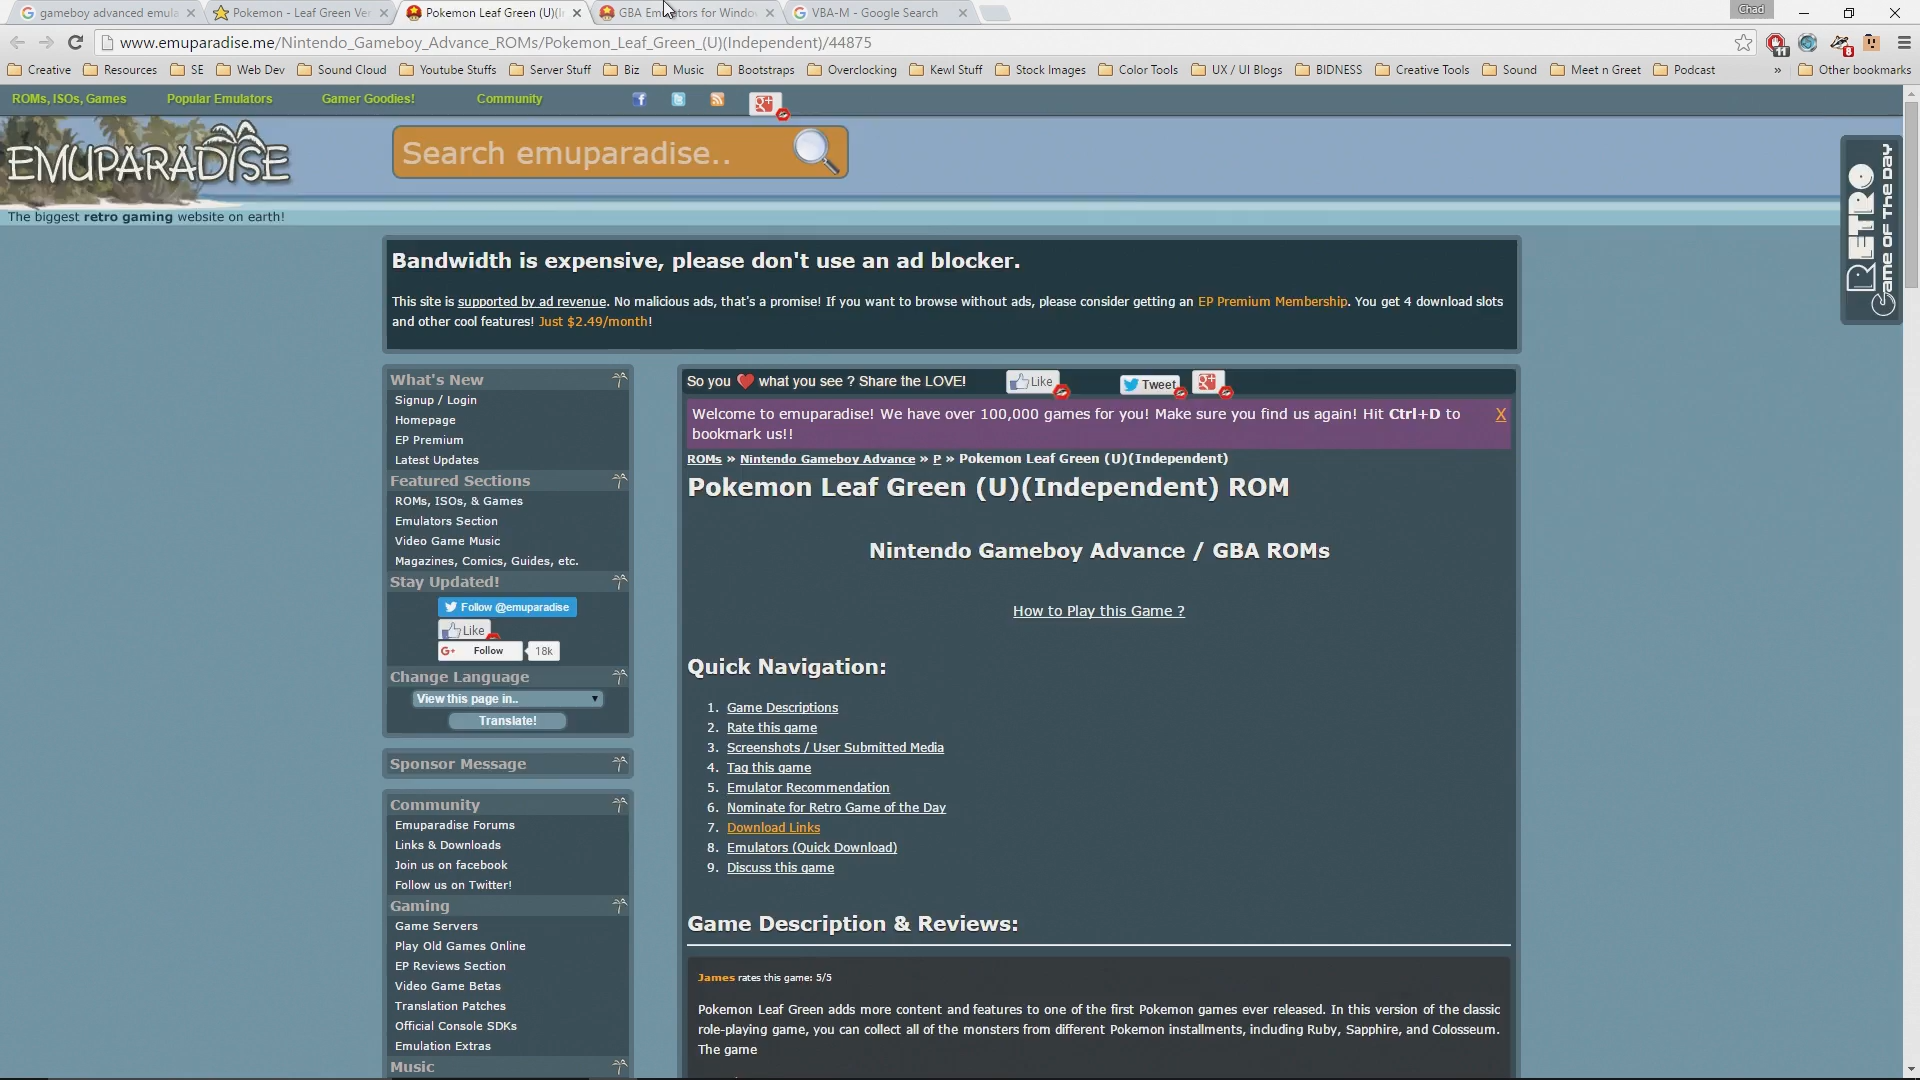 gameboy advanced emula
Pokemon - Leaf Green Ver
Pokemon Leaf Green (U)(I
GBA Emulators for Windo
VBA-M - Google Search
Chad
www.emuparadise.me/Nintendo_Gameboy_Advance_ROMs/Pokemon_Leaf_Green_(U)(Independent)/44875
11
8
Creative Resources SE Web Dev Sound Cloud Youtube Stuffs Server Stuff Biz Music Bootstraps Overclocking Kewl Stuff Stock Images Color Tools UX / UI Blogs BIDNESS Creative Tools Sound Meet n Greet Podcast » Other bookmarks
ROMs, ISOs, Games Popular Emulators Gamer Goodies! Community
EMUPARADISE
Search emuparadise..
The biggest retro gaming website on earth!
RETRO
Game OF The DAY
Bandwidth is expensive, please don't use an ad blocker.
This site is supported by ad revenue. No malicious ads, that's a promise! If you want to browse without ads, please consider getting an EP Premium Membership. You get 4 download slots
and other cool features! Just $2.49/month!
What's New
Signup / Login
Homepage
EP Premium
Latest Updates
Featured Sections
ROMs, ISOs, & Games
Emulators Section
Video Game Music
Magazines, Comics, Guides, etc.
Stay Updated!
Follow @emuparadise
Like
G+ Follow 18k
Change Language
View this page in..
Translate!
Sponsor Message
Community
Emuparadise Forums
Links & Downloads
Join us on facebook
Follow us on Twitter!
Gaming
Game Servers
Play Old Games Online
EP Reviews Section
Video Game Betas
Translation Patches
Official Console SDKs
Emulation Extras
Music
So you ❤ what you see ? Share the LOVE!
Like
Tweet
g+
Welcome to emuparadise! We have over 100,000 games for you! Make sure you find us again! Hit Ctrl+D to
bookmark us!!
X
ROMs » Nintendo Gameboy Advance » P » Pokemon Leaf Green (U)(Independent)
Pokemon Leaf Green (U)(Independent) ROM
Nintendo Gameboy Advance / GBA ROMs
How to Play this Game ?
Quick Navigation:
1. Game Descriptions
2. Rate this game
3. Screenshots / User Submitted Media
4. Tag this game
5. Emulator Recommendation
6. Nominate for Retro Game of the Day
7. Download Links
8. Emulators (Quick Download)
9. Discuss this game
Game Description & Reviews:
James rates this game: 5/5
Pokemon Leaf Green adds more content and features to one of the first Pokemon games ever released. In this version of the classic
role-playing game, you can collect all of the monsters from different Pokemon installments, including Ruby, Sapphire, and Colosseum.
The game